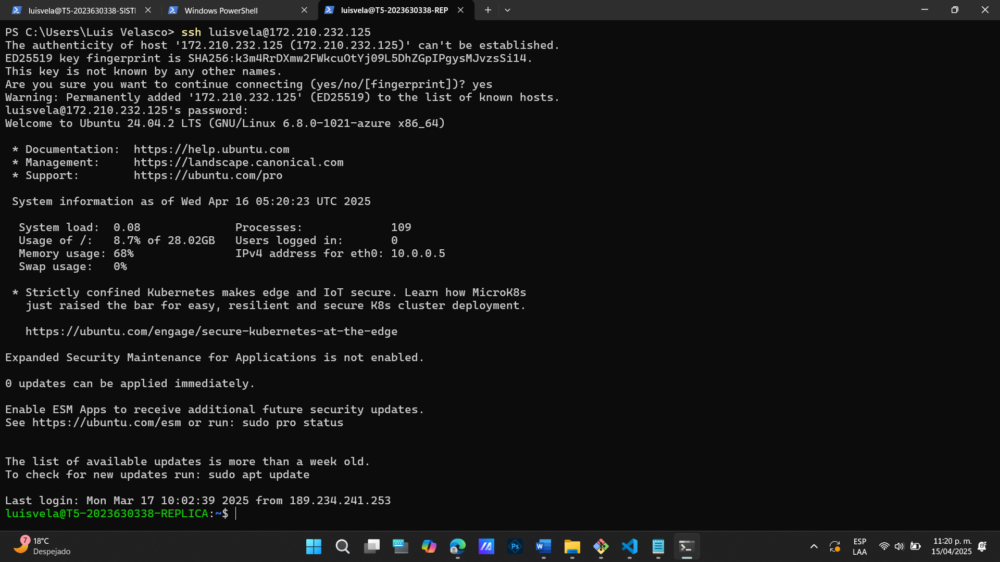 luisvela@T5-2023630338-SISTI
Windows PowerShell
luisvela@T5-2023630338-REP
PS C:\Users\Luis Velasco> ssh luisvela@172.210.232.125
The authenticity of host '172.210.232.125 (172.210.232.125)' can't be established.
ED25519 key fingerprint is SHA256:k3m4RrDXmw2FWkcuOtYj09L5DhZGpIPgysMJvzsSi14.
This key is not known by any other names.
Are you sure you want to continue connecting (yes/no/[fingerprint])? yes
Warning: Permanently added '172.210.232.125' (ED25519) to the list of known hosts.
luisvela@172.210.232.125's password:
Welcome to Ubuntu 24.04.2 LTS (GNU/Linux 6.8.0-1021-azure x86_64)
* Documentation:  https://help.ubuntu.com
* Management:     https://landscape.canonical.com
* Support:        https://ubuntu.com/pro
System information as of Wed Apr 16 05:20:23 UTC 2025
System load:  0.08              Processes:             109
Usage of /:   8.7% of 28.02GB   Users logged in:       0
Memory usage: 68%               IPv4 address for eth0: 10.0.0.5
Swap usage:   0%
* Strictly confined Kubernetes makes edge and IoT secure. Learn how MicroK8s
just raised the bar for easy, resilient and secure K8s cluster deployment.
https://ubuntu.com/engage/secure-kubernetes-at-the-edge
Expanded Security Maintenance for Applications is not enabled.
0 updates can be applied immediately.
Enable ESM Apps to receive additional future security updates.
See https://ubuntu.com/esm or run: sudo pro status
The list of available updates is more than a week old.
To check for new updates run: sudo apt update
Last login: Mon Mar 17 10:02:39 2025 from 189.234.241.253
luisvela@T5-2023630338-REPLICA:~$
7
18°C
Despejado
Ps
W
ESP
LAA
11:20 p. m.
15/04/2025